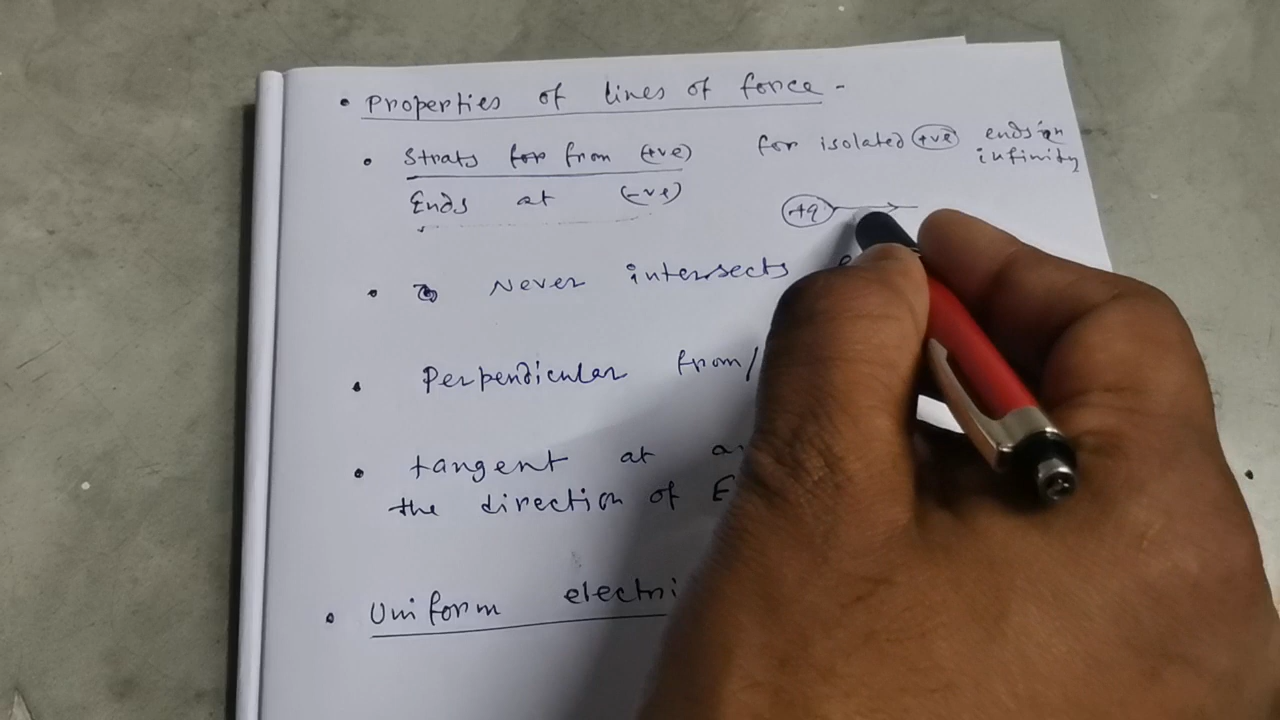 • Properties of lines of force -
• Strats for from (+ve)
Ends at (-ve)
for isolated +ve ends in
infinity
+q
• Never intersects
• Perpendicular from/
• tangent at
the direction of E
• Uniform electri